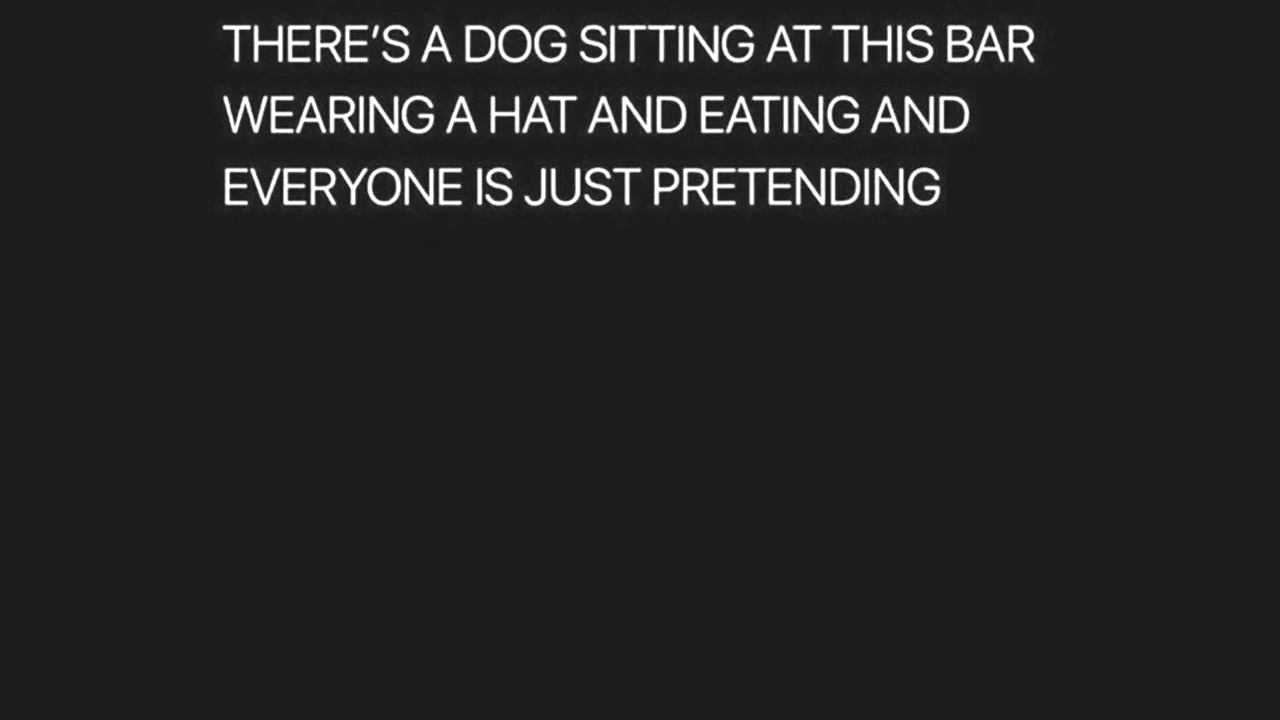 THERE’S A DOG SITTING AT THIS BAR
WEARING A HAT AND EATING AND
EVERYONE IS JUST PRETENDING